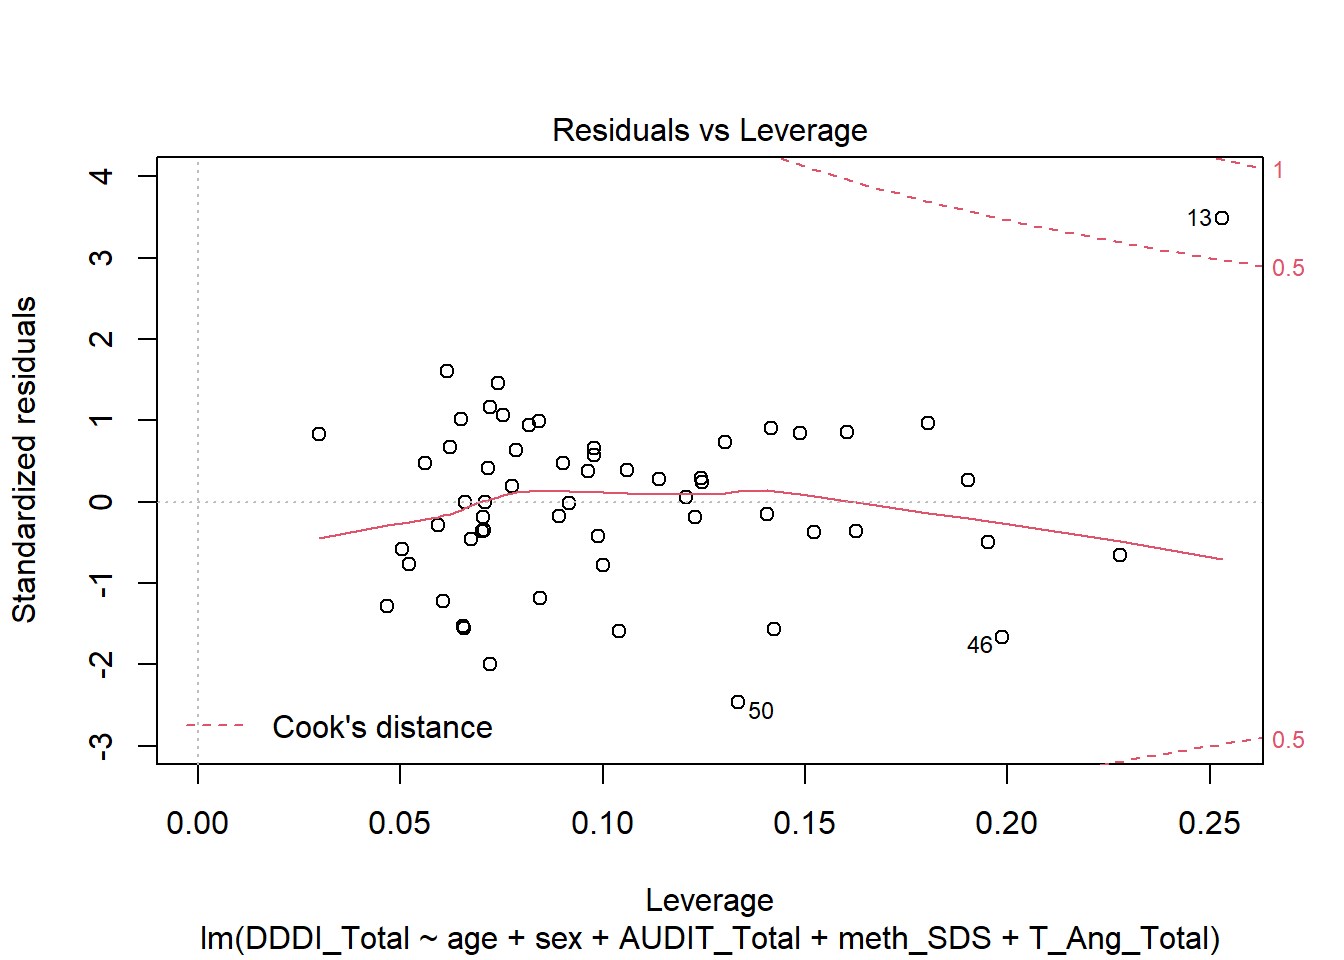 Residuals vs Leverage
Standardized residuals
4
3
2
1
0
-1
-2
-3
1
0.5
0.5
13
46
50
Cook's distance
0.00 0.05 0.10 0.15 0.20 0.25
Leverage
lm(DDDI_Total ~ age + sex + AUDIT_Total + meth_SDS + T_Ang_Total)